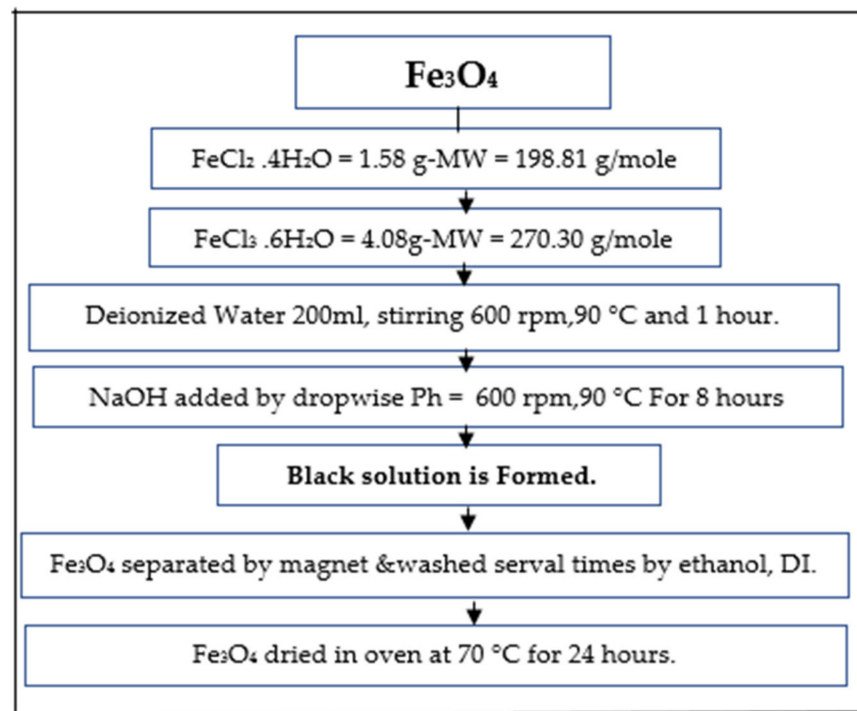 Fe₃O₄
FeCl₂ .4H₂O = 1.58 g-MW = 198.81 g/mole
FeCl₃ .6H₂O = 4.08g-MW = 270.30 g/mole
Deionized Water 200ml, stirring 600 rpm,90 °C and 1 hour.
NaOH added by dropwise Ph = 600 rpm,90 °C For 8 hours
Black solution is Formed.
Fe₃O₄ separated by magnet &washed serval times by ethanol, DI.
Fe₃O₄ dried in oven at 70 °C for 24 hours.